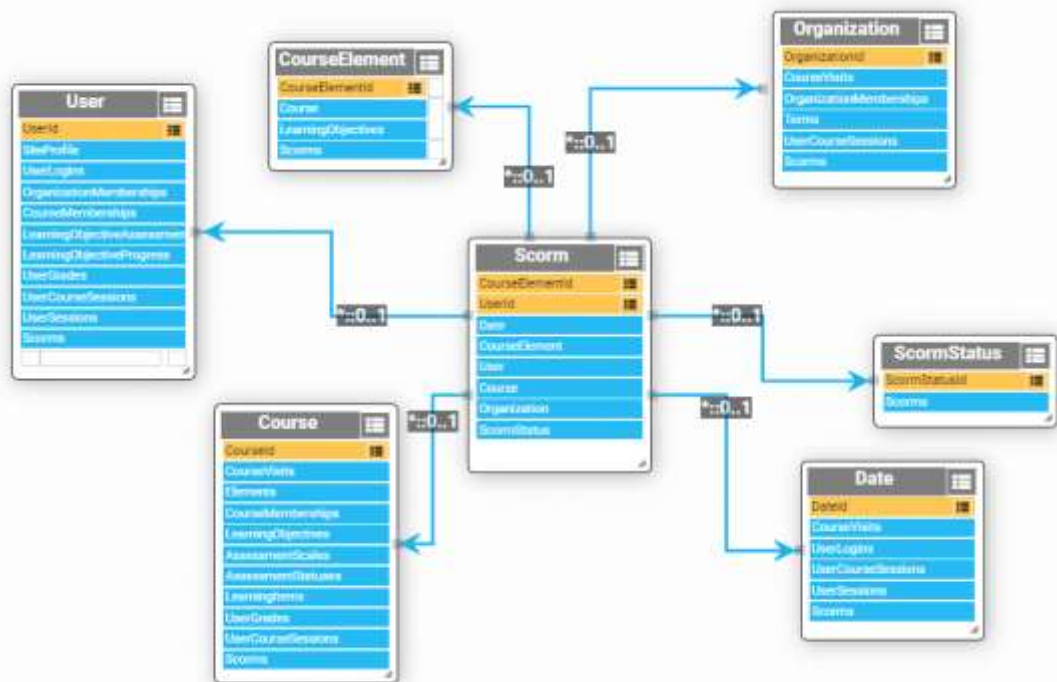 Organization
OrganizationId
CourseVisits
OrganizationMemberships
Terms
UserCourseSessions
Scorms
CourseElement
CourseElementId
Course
LearningObjectives
Scorms
User
UserId
SiteProfile
UserLogins
OrganizationMemberships
CourseMemberships
LearningObjectiveAssessmen
LearningObjectiveProgress
UserGrades
UserCourseSessions
UserSessions
Scorms
*::0..1
*::0..1
Scorm
CourseElementId
UserId
Date
CourseElement
User
Course
Organization
ScormStatus
*::0..1
*::0..1
*::0..1
*::0..1
ScormStatus
ScormStatusId
Scorms
Course
CourseId
CourseVisits
Elements
CourseMemberships
LearningObjectives
AssessmentScales
AssessmentStatuses
LearningItems
UserGrades
UserCourseSessions
Scorms
Date
DateId
CourseVisits
UserLogins
UserCourseSessions
UserSessions
Scorms